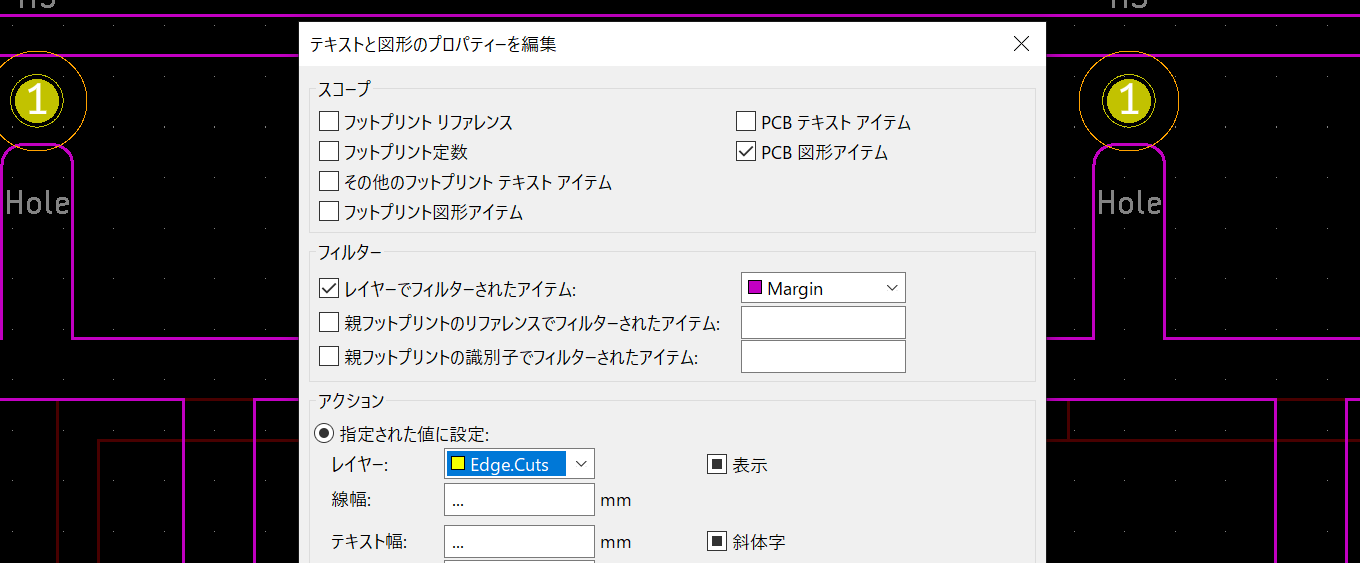 テキストと図形のプロパティーを編集
スコープ
フットプリント リファレンス
PCB テキスト アイテム
フットプリント定数
PCB 図形アイテム
その他のフットプリント テキスト アイテム
フットプリント図形アイテム
フィルター
レイヤーでフィルターされたアイテム:
Margin
親フットプリントのリファレンスでフィルターされたアイテム:
親フットプリントの識別子でフィルターされたアイテム:
アクション
指定された値に設定:
レイヤー:
Edge.Cuts
表示
線幅:
...
mm
テキスト幅:
...
mm
斜体字
1
Hole
1
Hole